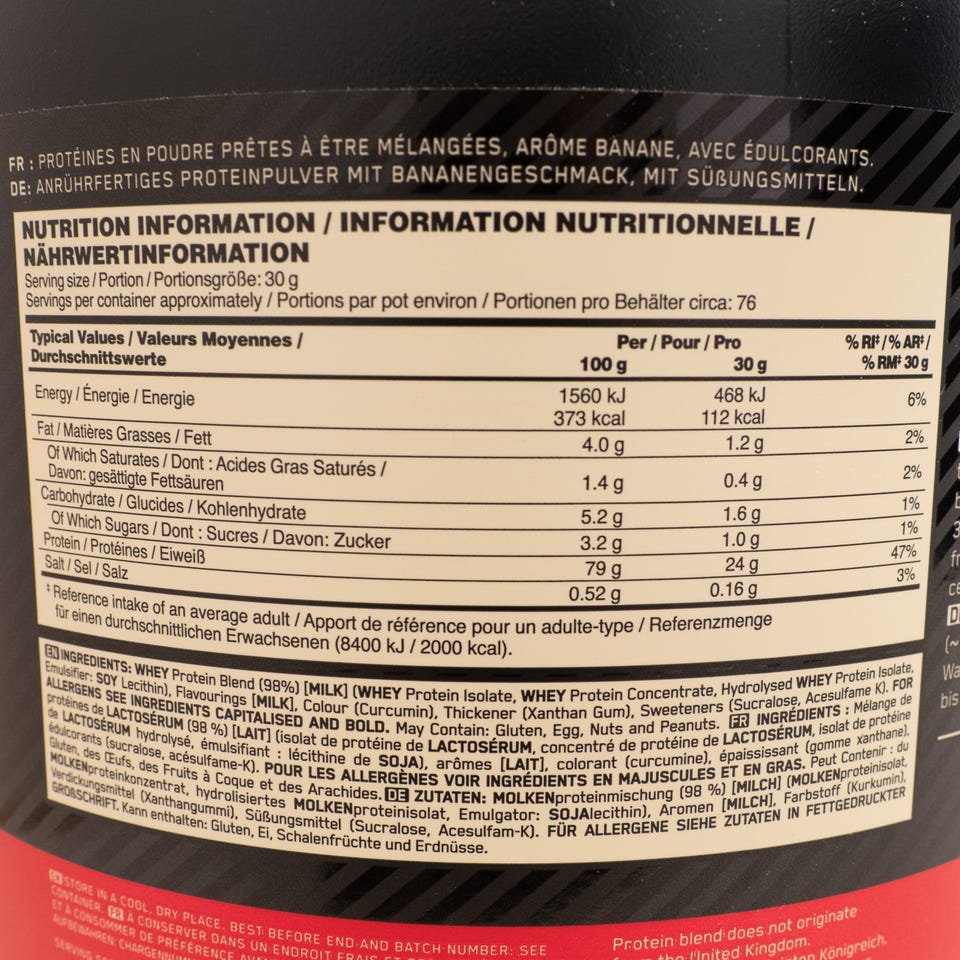 FR : PROTÉINES EN POUDRE PRÊTES À ÊTRE MÉLANGÉES, ARÔME BANANE, AVEC ÉDULCORANTS.
DE: ANRÜHRFERTIGES PROTEINPULVER MIT BANANENGESCHMACK, MIT SÜßUNGSMITTELN.
NUTRITION INFORMATION / INFORMATION NUTRITIONNELLE /
NÄHRWERTINFORMATION
Serving size / Portion / Portionsgröße: 30 g
Servings per container approximately / Portions par pot environ / Portionen pro Behälter circa: 76
Typical Values / Valeurs Moyennes / Per / Pour / Pro % RI‡ / % AR‡ /
Durchschnittswerte 100 g 30 g % RM‡ 30 g
Energy / Énergie / Energie 1560 kJ 468 kJ 6%
373 kcal 112 kcal
Fat / Matières Grasses / Fett 4.0 g 1.2 g 2%
Of Which Saturates / Dont : Acides Gras Saturés /
Davon: gesättigte Fettsäuren 1.4 g 0.4 g 2%
Carbohydrate / Glucides / Kohlenhydrate 5.2 g 1.6 g 1%
Of Which Sugars / Dont : Sucres / Davon: Zucker 3.2 g 1.0 g 1%
Protein / Protéines / Eiweiß 79 g 24 g 47%
Salt / Sel / Salz 0.52 g 0.16 g 3%
‡ Reference intake of an average adult / Apport de référence pour un adulte-type / Referenzmenge
für einen durchschnittlichen Erwachsenen (8400 kJ / 2000 kcal).
EN INGREDIENTS: WHEY Protein Blend (98%) [MILK] (WHEY Protein Isolate, WHEY Protein Concentrate, Hydrolysed WHEY Protein Isolate,
Emulsifier: SOY Lecithin), Flavourings [MILK], Colour (Curcumin), Thickener (Xanthan Gum), Sweeteners (Sucralose, Acesulfame K). FOR
ALLERGENS SEE INGREDIENTS CAPITALISED AND BOLD. May Contain: Gluten, Egg, Nuts and Peanuts. FR INGRÉDIENTS : Mélange de
protéines de LACTOSÉRUM (98 %) [LAIT] (isolat de protéine de LACTOSÉRUM, concentré de protéine de LACTOSÉRUM, isolat de protéine
de LACTOSÉRUM hydrolysé, émulsifiant : lécithine de SOJA), arômes [LAIT], colorant (curcumine), épaississant (gomme xanthane),
édulcorants (sucralose, acésulfame-K). POUR LES ALLERGÈNES VOIR INGRÉDIENTS EN MAJUSCULES ET EN GRAS. Peut Contenir : du
Gluten, des Œufs, des Fruits à Coque et des Arachides. DE ZUTATEN: MOLKENproteinmischung (98 %) [MILCH] (MOLKENproteinisolat,
MOLKENproteinkonzentrat, hydrolisiertes MOLKENproteinisolat, Emulgator: SOJAlecithin), Aromen [MILCH], Farbstoff (Kurkumin),
Verdickungsmittel (Xanthangummi), Süßungsmittel (Sucralose, Acesulfam-K). FÜR ALLERGENE SIEHE ZUTATEN IN FETTGEDRUCKTER
GROßSCHRIFT. Kann enthalten: Gluten, Ei, Schalenfrüchte und Erdnüsse.
EN STORE IN A COOL, DRY PLACE. BEST BEFORE END AND BATCH NUMBER: SEE
CONTAINER. FR À CONSERVER DANS UN ENDROIT FRAIS ET
ET À CONSOMMER DE PRÉFÉRENCE
AUFBEWAHREN.
SERVING
Protein blend does not originate
from the United Kingdom.
Königreich.
Wa
bis